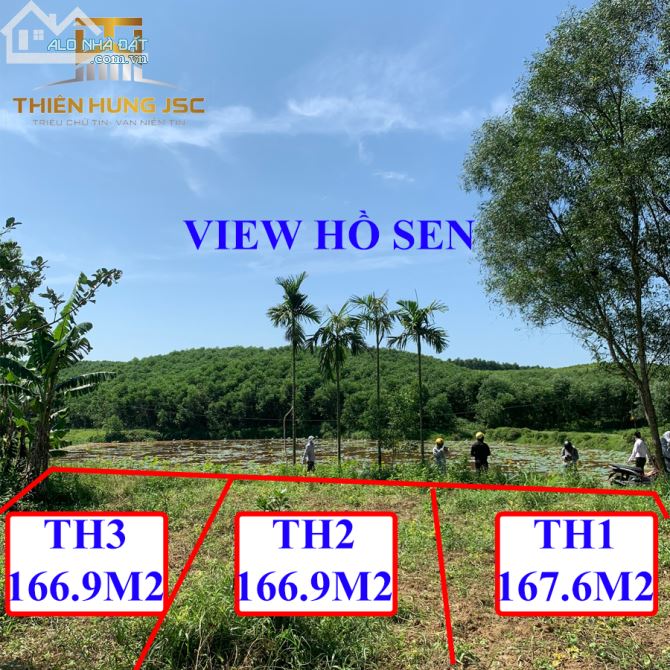 ALO NHÀ ĐẤT
.com.vn
THIÊN HƯNG JSC
TRIỆU CHỮ TÍN - VẠN NIỀM TIN
VIEW HỒ SEN
TH3
166.9M2
TH2
166.9M2
TH1
167.6M2